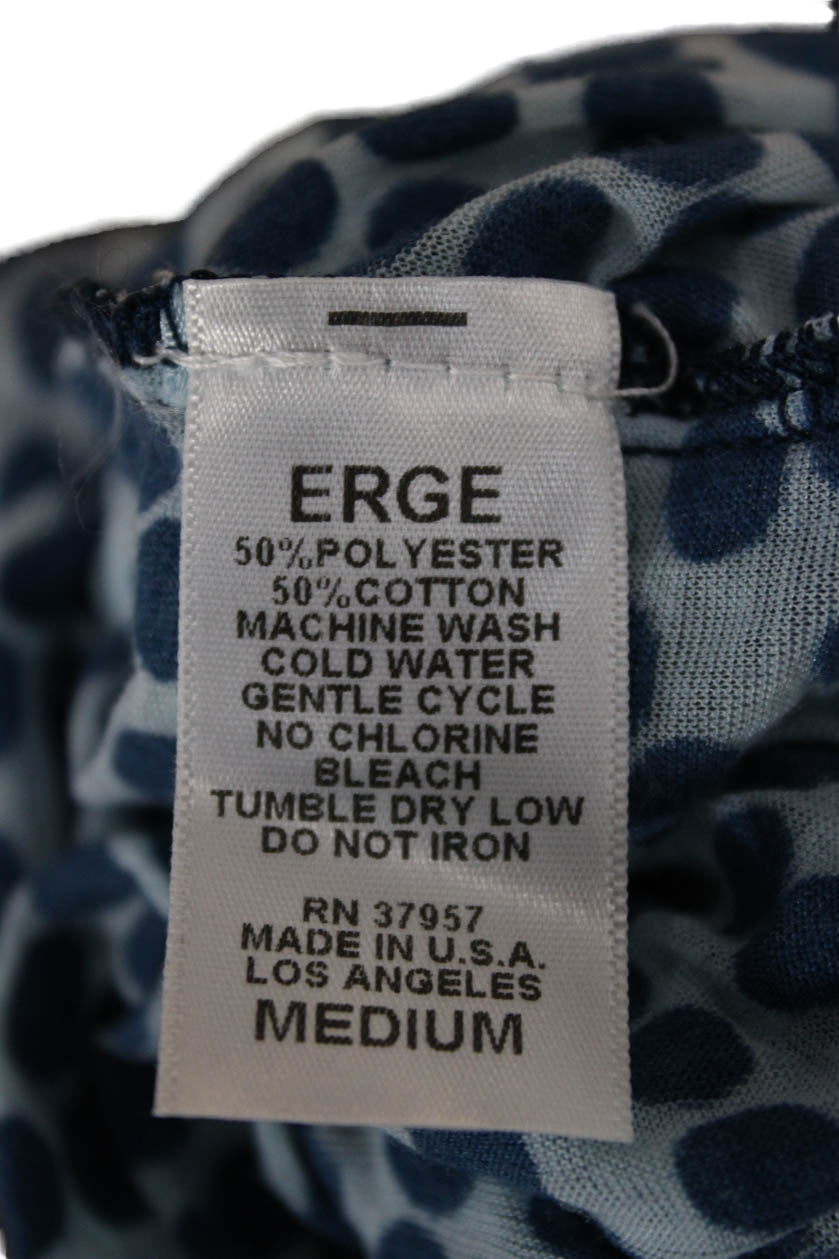 ERGE
50%POLYESTER
50%COTTON
MACHINE WASH
COLD WATER
GENTLE CYCLE
NO CHLORINE
BLEACH
TUMBLE DRY LOW
DO NOT IRON
RN 37957
MADE IN U.S.A.
LOS ANGELES
MEDIUM